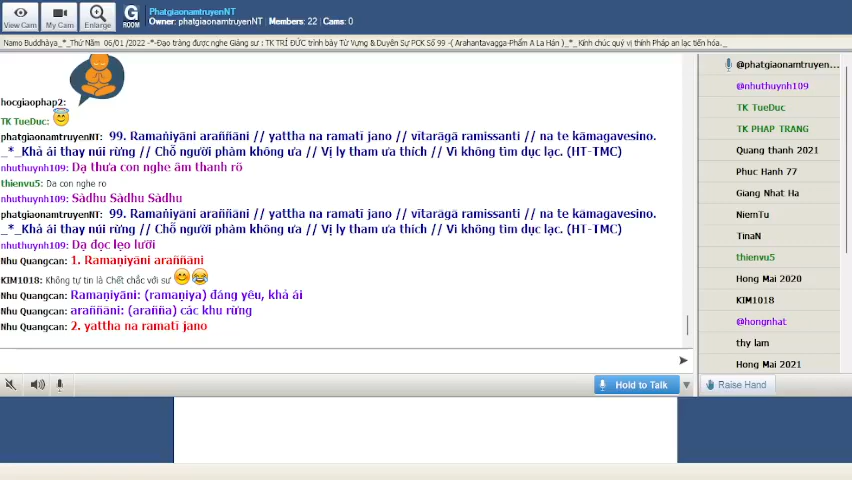 View Cam
My Cam
Enlarge
G
ROOM
PhatgiaonamtruyenNT
Owner: phatgiaonamtruyenNT | Members: 22 | Cams: 0
Namo Buddhàya_*_Thứ Năm 06/01 /2022 -*-Đạo tràng được nghe Giảng sư : TK TRÍ ĐỨC trình bày Từ Vựng & Duyên Sự PCK Số 99 -( Arahantavagga-Phẩm A La Hán )_*_ Kính chúc quý vị thính Pháp an lạc tiến hóa._
hocgiaophap2:
TK TueDuc:
phatgiaonamtruyenNT: 99. Ramaṇiyāni araññāni // yattha na ramatī jano // vītarāgā ramissanti // na te kāmagavesino.
_*_Khả ái thay núi rừng // Chỗ người phàm không ưa // Vị ly tham ưa thích // Vì không tìm dục lạc. (HT-TMC)
nhuthuynh109: Dạ thưa con nghe âm thanh rõ
thienvu5: Da con nghe ro
nhuthuynh109: Sàdhu Sàdhu Sàdhu
phatgiaonamtruyenNT: 99. Ramaṇiyāni araññāni // yattha na ramatī jano // vītarāgā ramissanti // na te kāmagavesino.
_*_Khả ái thay núi rừng // Chỗ người phàm không ưa // Vị ly tham ưa thích // Vì không tìm dục lạc. (HT-TMC)
nhuthuynh109: Dạ đọc lẹo lưỡi
Nhu Quangcan: 1. Ramaṇiyāni araññāni
KIM1018: Không tự tin là Chết chắc với sư
Nhu Quangcan: Ramaṇiyāni: (ramaṇiya) đáng yêu, khả ái
Nhu Quangcan: araññāni: (arañña) các khu rừng
Nhu Quangcan: 2. yattha na ramatī jano
Hold to Talk
@phatgiaonamtruyen...
@nhuthuynh109
TK TueDuc
TK PHAP TRANG
Quang thanh 2021
Phuc Hanh 77
Giang Nhat Ha
NiemTu
TinaN
thienvu5
Hong Mai 2020
KIM1018
@hongnhat
thy lam
Hong Mai 2021
Raise Hand